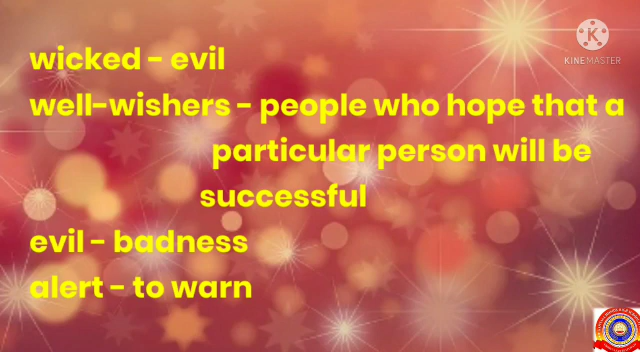 wicked - evil
well-wishers - people who hope that a
particular person will be
successful
evil - badness
alert - to warn
K
KINEMASTER